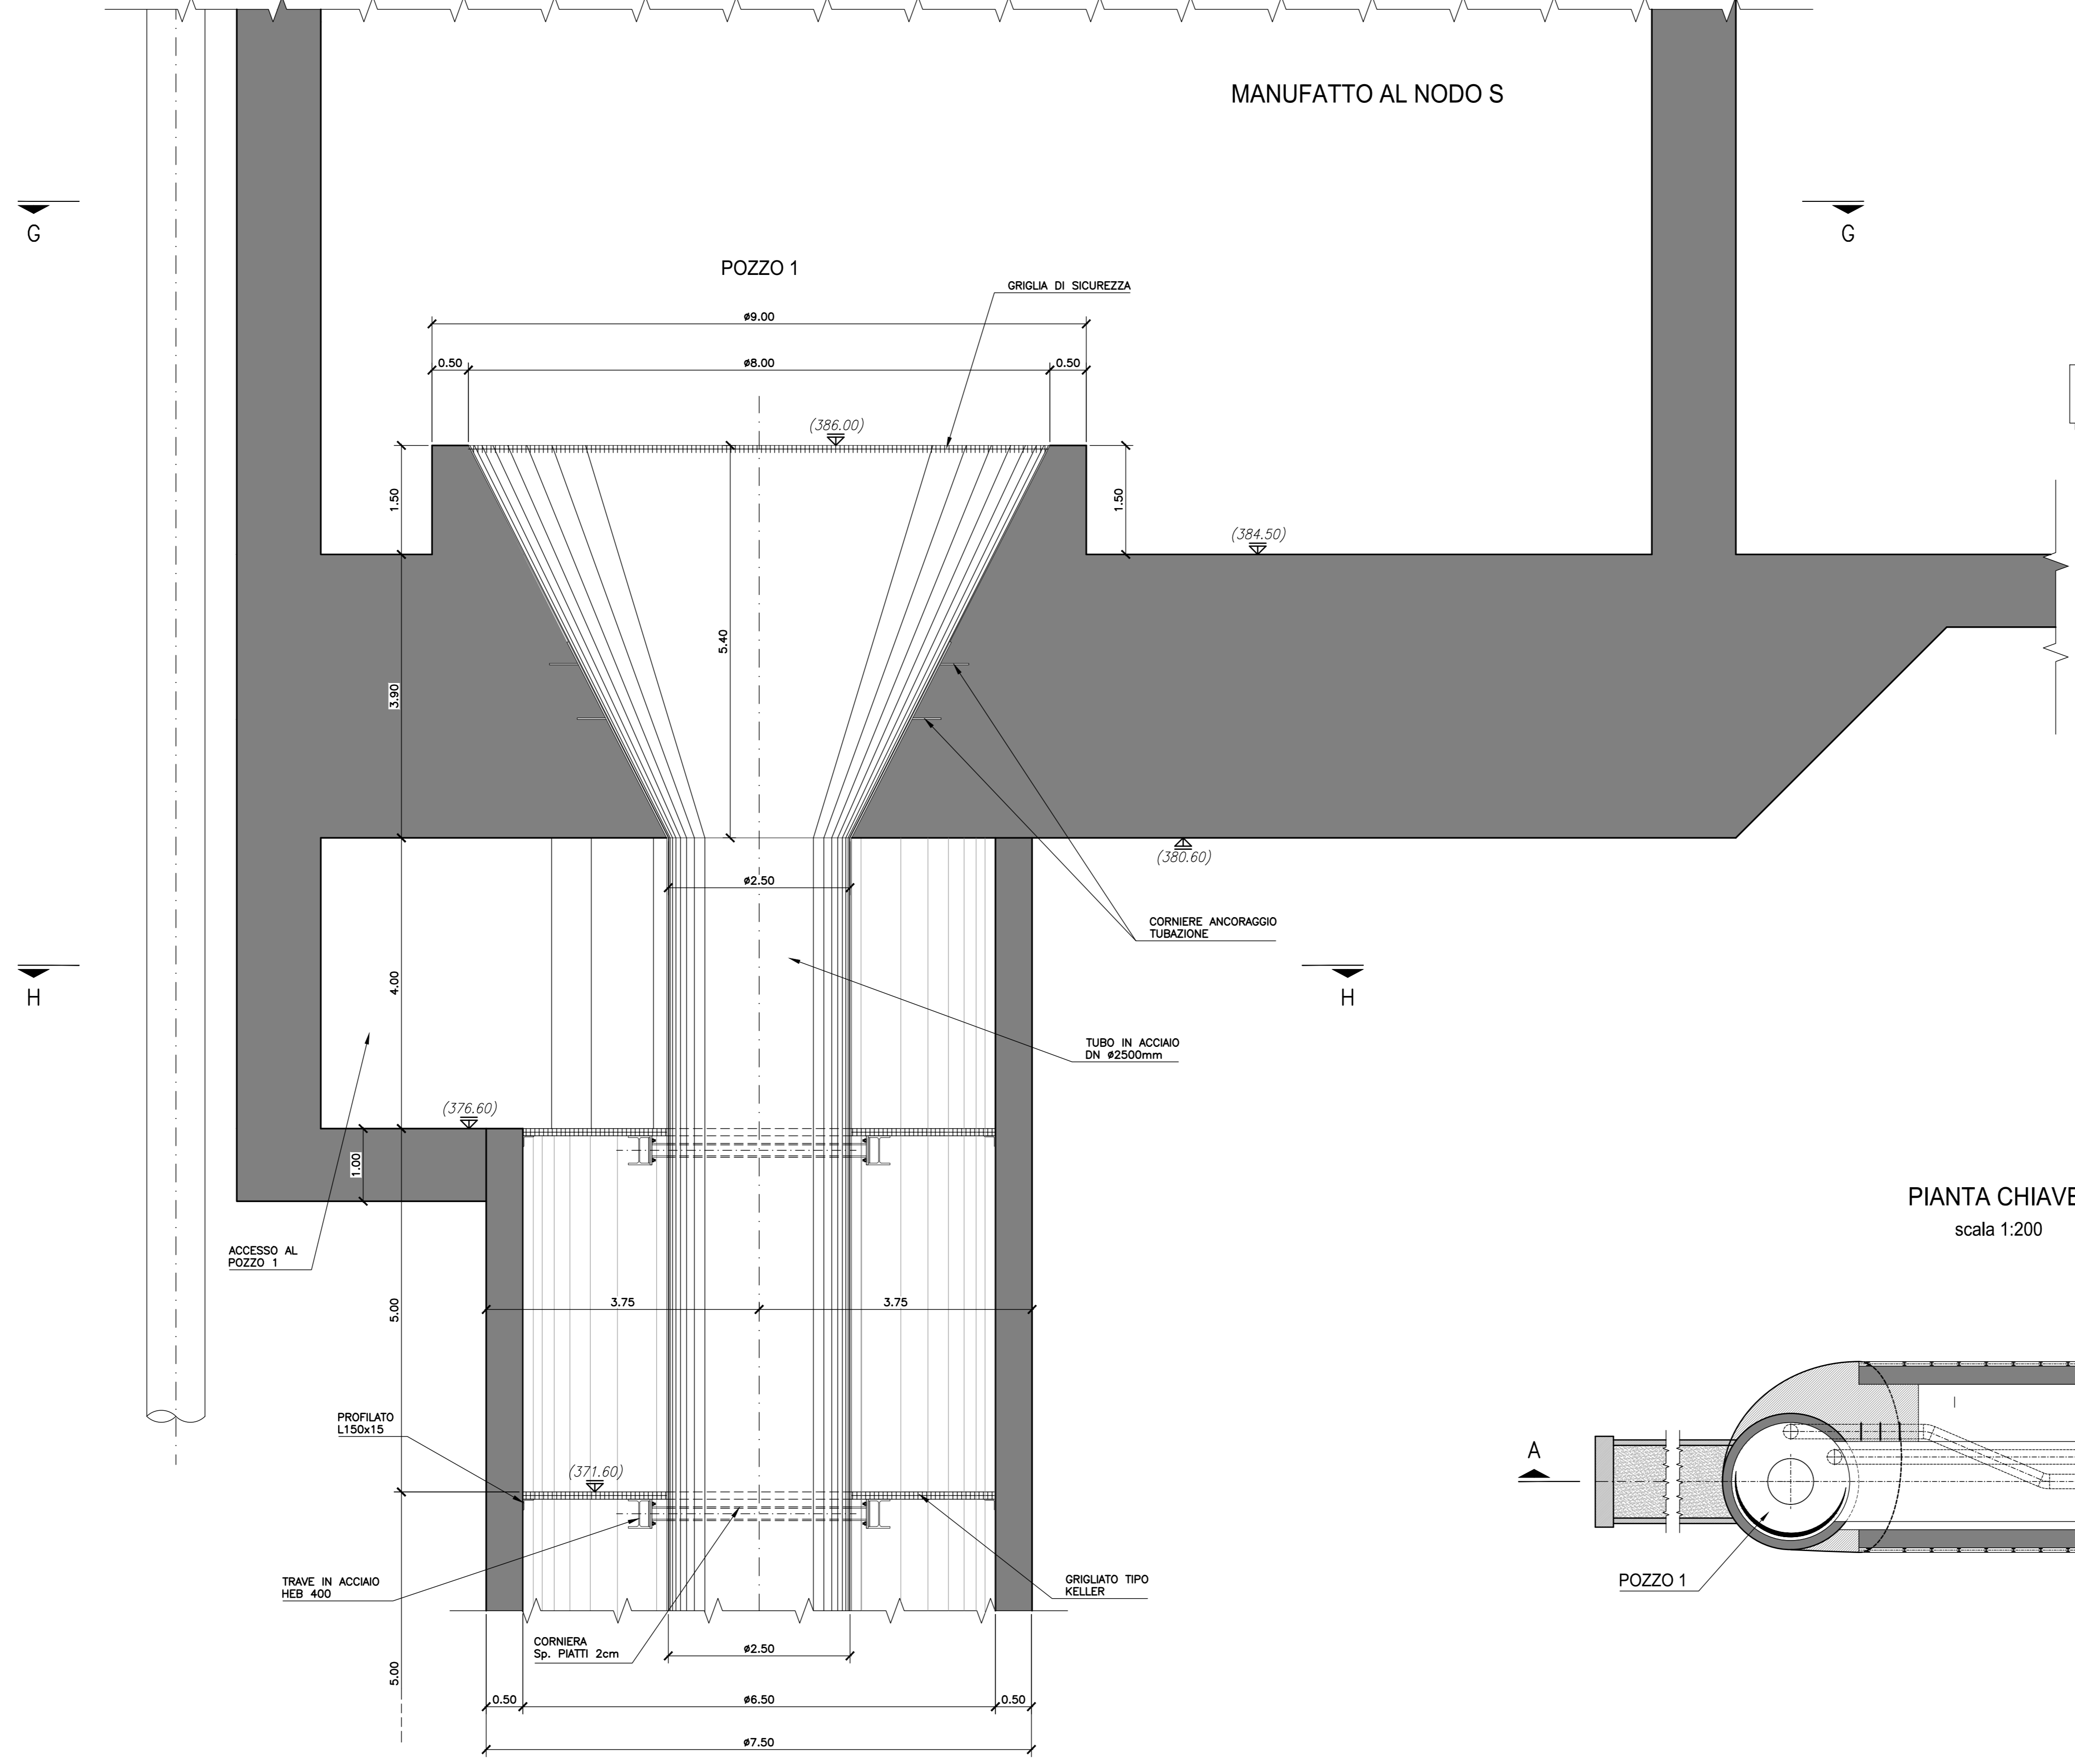 MANUFATTO AL NODO S
G
G
POZZO 1
GRIGLIA DI SICUREZZA
ø9.00
0.50
ø8.00
0.50
(386.00)
1.50
1.50
(384.50)
5.40
3.90
(380.60)
ø2.50
CORNIERE ANCORAGGIO
TUBAZIONE
H
H
4.00
TUBO IN ACCIAIO
DN ø2500mm
(376.60)
1.00
PIANTA CHIAVE
scala 1:200
ACCESSO AL
POZZO 1
5.00
3.75
3.75
PROFILATO
L150x15
(371.60)
A
TRAVE IN ACCIAIO
HEB 400
GRIGLIATO TIPO
KELLER
POZZO 1
CORNIERA
Sp. PIATTI 2cm
ø2.50
5.00
0.50
ø6.50
0.50
ø7.50